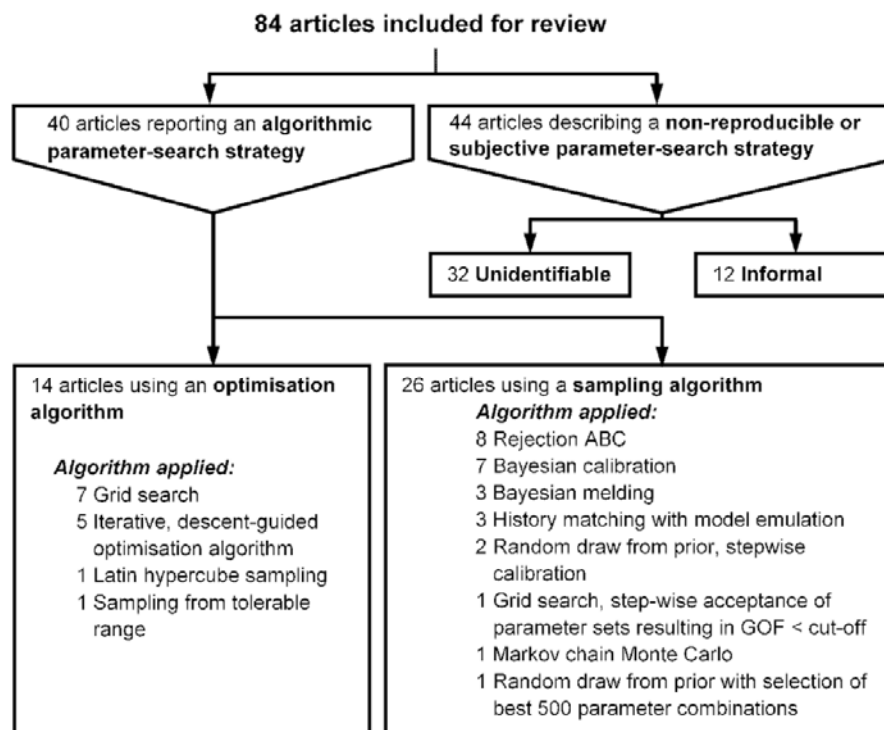 84 articles included for review
40 articles reporting an algorithmic
parameter-search strategy
44 articles describing a non-reproducible or
subjective parameter-search strategy
32 Unidentifiable
12 Informal
14 articles using an optimisation
algorithm
Algorithm applied:
7 Grid search
5 Iterative, descent-guided
optimisation algorithm
1 Latin hypercube sampling
1 Sampling from tolerable
range
26 articles using a sampling algorithm
Algorithm applied:
8 Rejection ABC
7 Bayesian calibration
3 Bayesian melding
3 History matching with model emulation
2 Random draw from prior, stepwise
calibration
1 Grid search, step-wise acceptance of
parameter sets resulting in GOF < cut-off
1 Markov chain Monte Carlo
1 Random draw from prior with selection of
best 500 parameter combinations